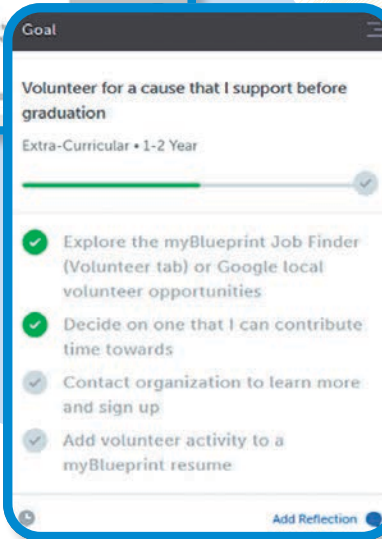 Goal
Volunteer for a cause that I support before
graduation
Extra-Curricular • 1-2 Year
Explore the myBlueprint Job Finder
(Volunteer tab) or Google local
volunteer opportunities
Decide on one that I can contribute
time towards
Contact organization to learn more
and sign up
Add volunteer activity to a
myBlueprint resume
Add Reflection